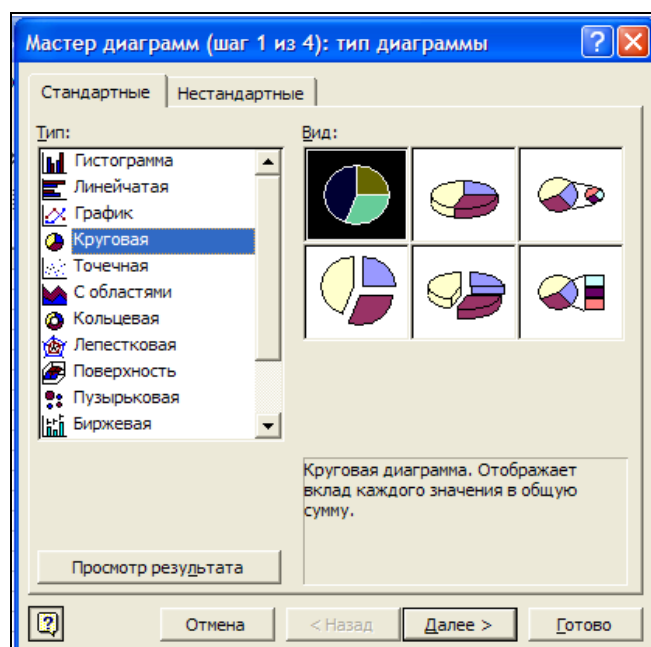 Мастер диаграмм (шаг 1 из 4): тип диаграммы
Стандартные Нестандартные
Тип: Вид:
Гистограмма
Линейчатая
График
Круговая
Точечная
С областями
Кольцевая
Лепестковая
Поверхность
Пузырьковая
Биржевая
Круговая диаграмма. Отображает
вклад каждого значения в общую
сумму.
Просмотр результата
Отмена < Назад Далее > Готово